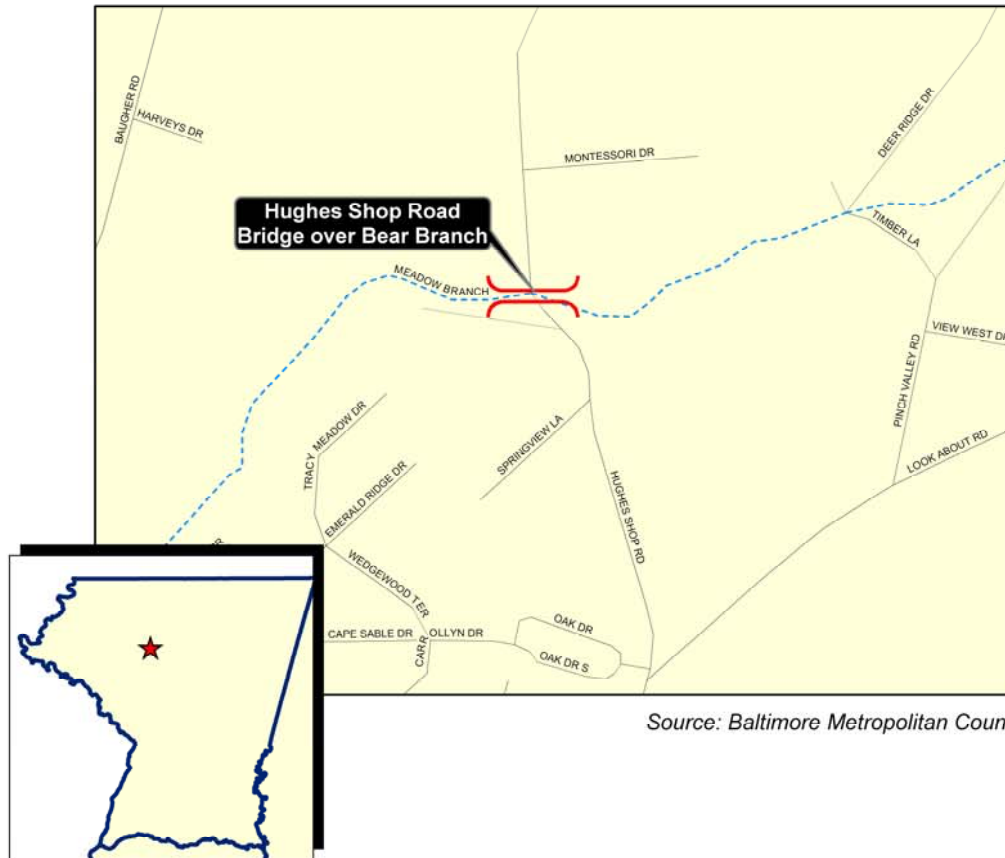 BAUGHER RD
HARVEYS DR
DEER RIDGE DR
MONTESSORI DR
Hughes Shop Road
Bridge over Bear Branch
TIMBER LA
MEADOW BRANCH
VIEW WEST DR
PINCH VALLEY RD
TRACY MEADOW DR
SPRINGVIEW LA
LOOK ABOUT RD
EMERALD RIDGE DR
HUGHES SHOP RD
WEDGEWOOD TER
OAK DR
CAPE SABLE DR
CARROLLYN DR
OAK DR S
Source: Baltimore Metropolitan Coun